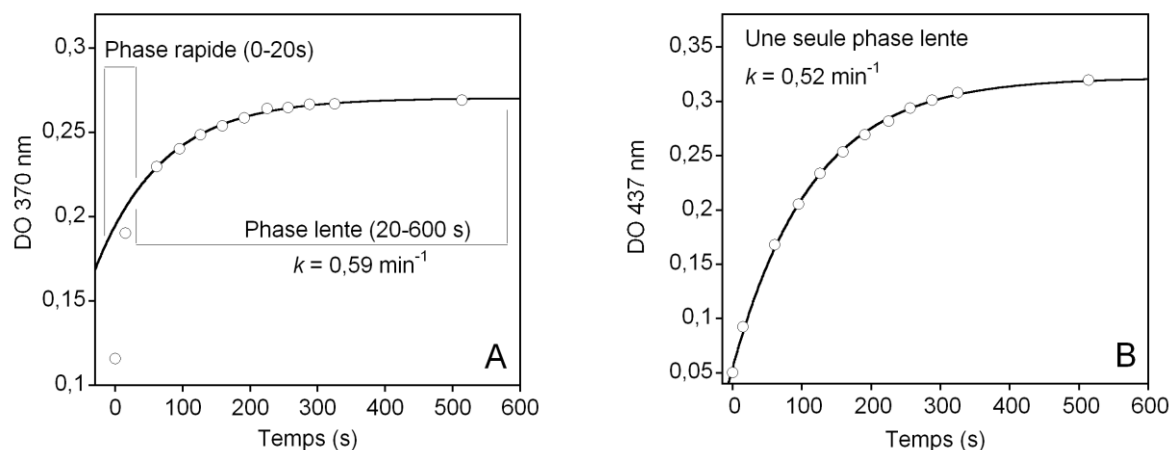 0,3
0,25
0,2
0,15
0,1
DO 370 nm
Phase rapide (0-20s)
Phase lente (20-600 s)
k = 0,59 min⁻¹
A
0 100 200 300 400 500 600
Temps (s)
0,35
0,3
0,25
0,2
0,15
0,1
0,05
DO 437 nm
Une seule phase lente
k = 0,52 min⁻¹
B
0 100 200 300 400 500 600
Temps (s)